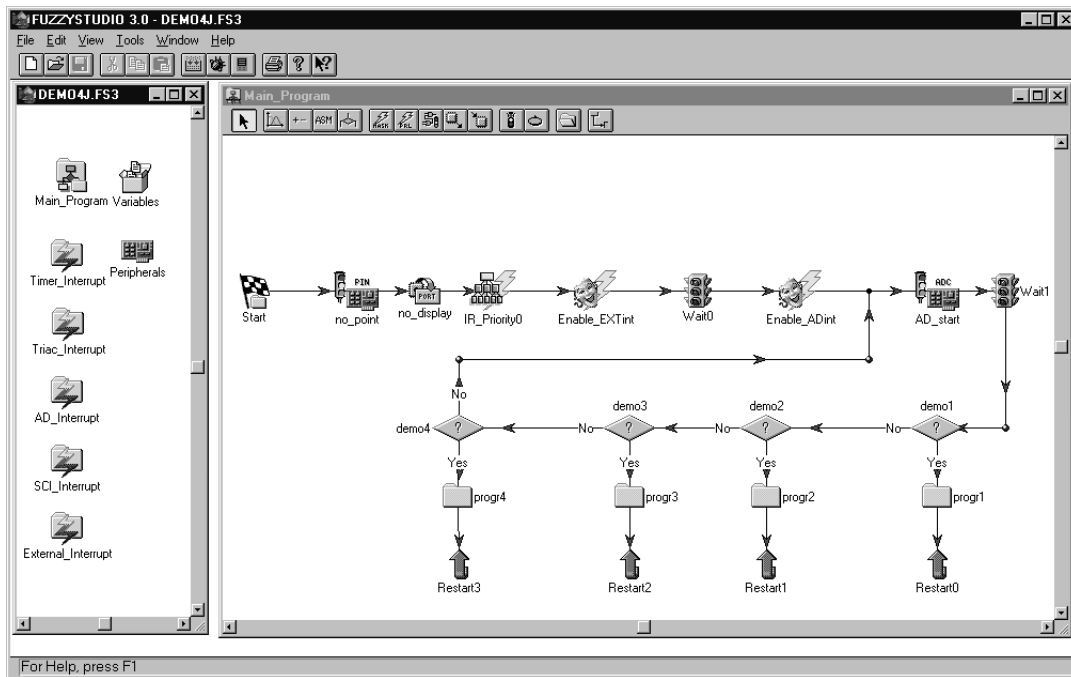 FUZZYSTUDIO 3.0 - DEMO4J.FS3
File Edit View Tools Window Help
DEMO4J.FS3
Main_Program
Variables
Timer_Interrupt
Peripherals
Triac_Interrupt
AD_Interrupt
SCI_Interrupt
External_Interrupt
Main_Program
ASM
MASK
Start
PIN
no_point
PORT
no_display
IR_Priority0
Enable_EXTint
Wait0
Enable_ADint
ADC
AD_start
Wait1
No
demo4
?
No
demo3
?
No
demo2
?
No
demo1
?
Yes
Yes
Yes
Yes
progr4
progr3
progr2
progr1
Restart3
Restart2
Restart1
Restart0
For Help, press F1